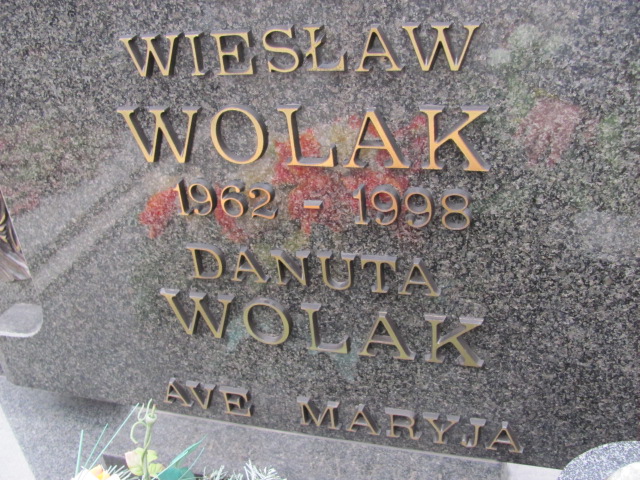 WIESŁAW
WOLAK
1962 - 1998
DANUTA
WOLAK
AVE MARYJA